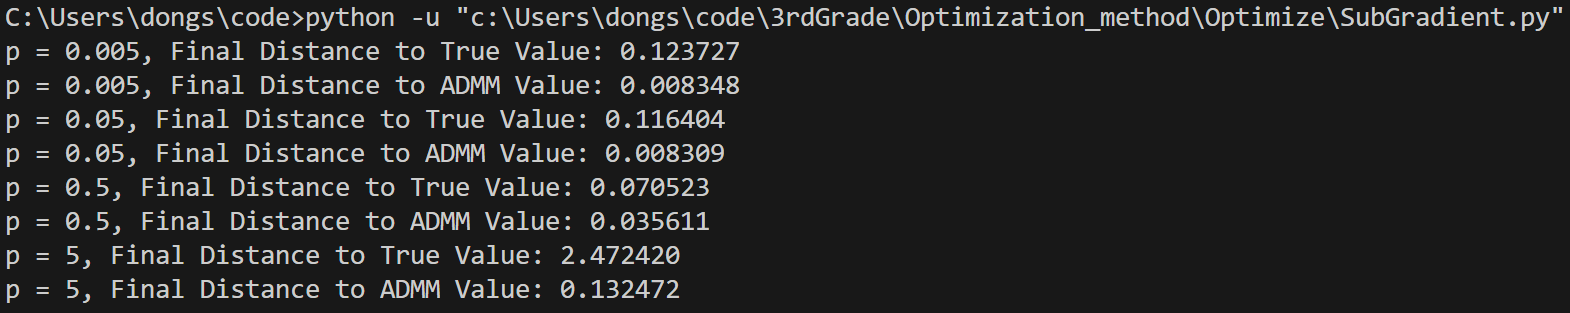 C:\Users\dongs\code>python -u "c:\Users\dongs\code\3rdGrade\Optimization_method\Optimize\SubGradient.py"
p = 0.005, Final Distance to True Value: 0.123727
p = 0.005, Final Distance to ADMM Value: 0.008348
p = 0.05, Final Distance to True Value: 0.116404
p = 0.05, Final Distance to ADMM Value: 0.008309
p = 0.5, Final Distance to True Value: 0.070523
p = 0.5, Final Distance to ADMM Value: 0.035611
p = 5, Final Distance to True Value: 2.472420
p = 5, Final Distance to ADMM Value: 0.132472